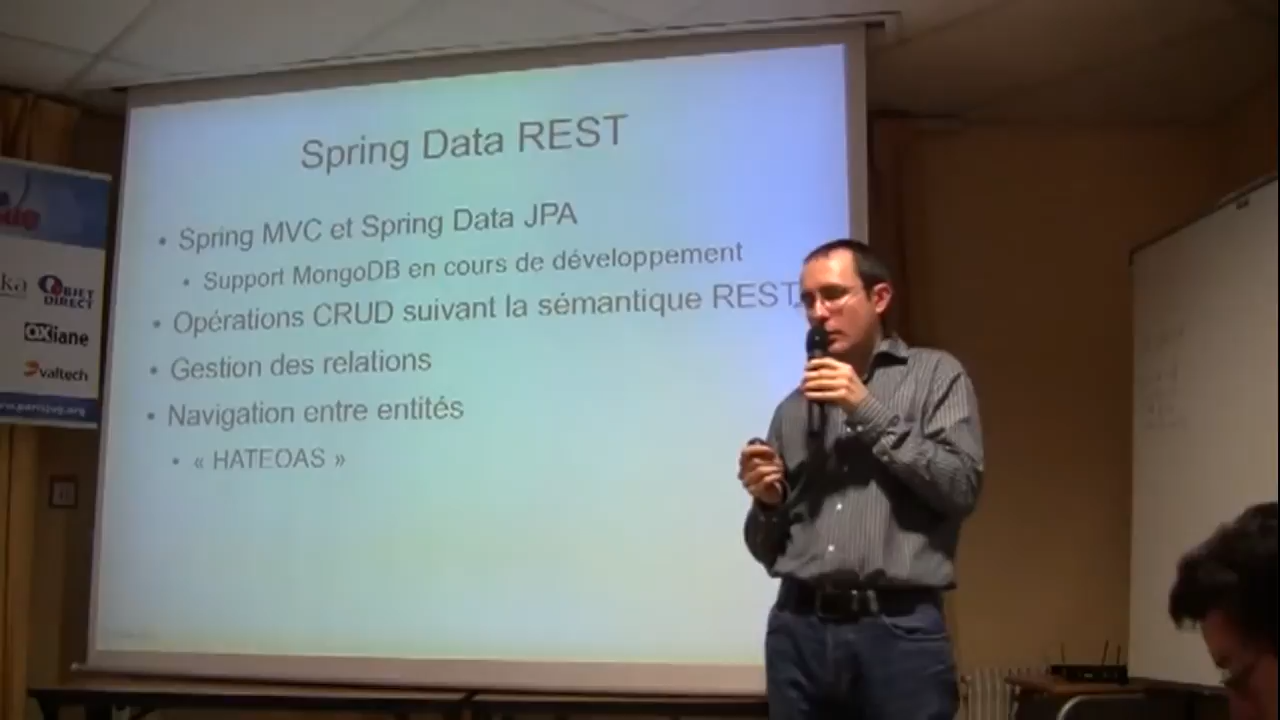 Spring Data REST
• Spring MVC et Spring Data JPA
• Support MongoDB en cours de développement
• Opérations CRUD suivant la sémantique REST
• Gestion des relations
• Navigation entre entités
• « HATEOAS »
OBJET
DIRECT
OXiane
valtech